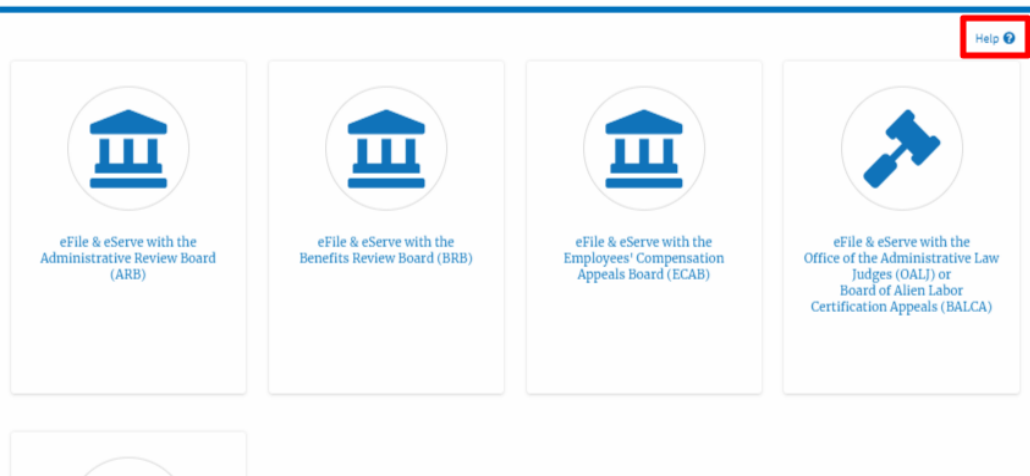 Help
eFile & eServe with the
Administrative Review Board
(ARB)
eFile & eServe with the
Benefits Review Board (BRB)
eFile & eServe with the
Employees' Compensation
Appeals Board (ECAB)
eFile & eServe with the
Office of the Administrative Law
Judges (OALJ) or
Board of Alien Labor
Certification Appeals (BALCA)